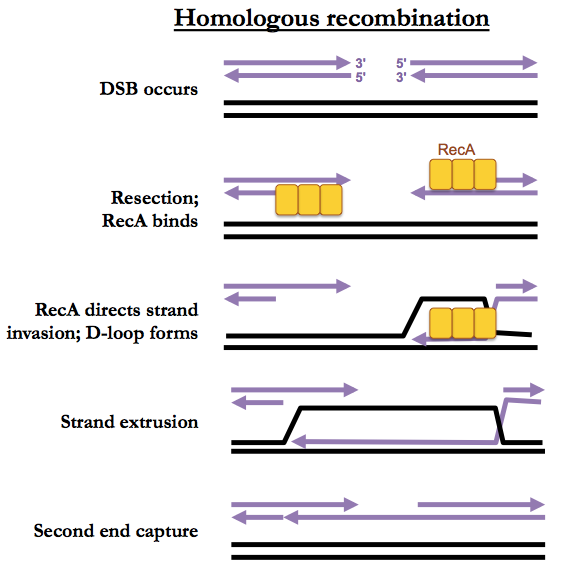 Homologous recombination
3' 5'
5' 3'
DSB occurs
RecA
Resection;
RecA binds
RecA directs strand
invasion; D-loop forms
Strand extrusion
Second end capture